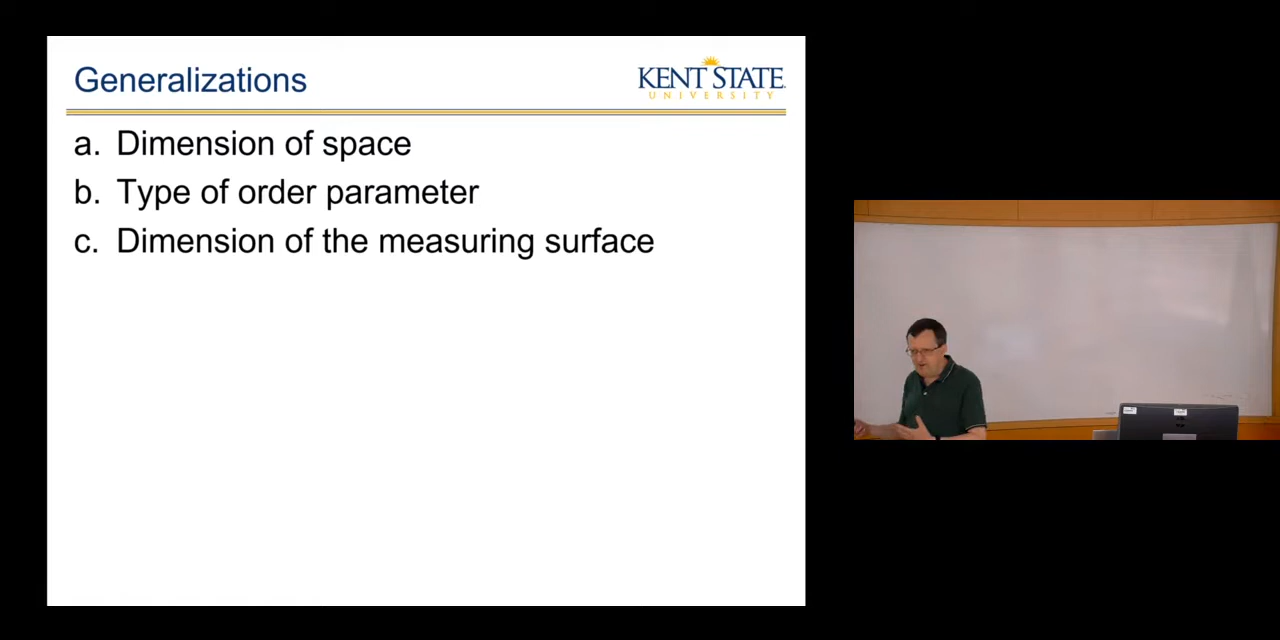 Generalizations
KENT STATE
UNIVERSITY
a. Dimension of space
b. Type of order parameter
c. Dimension of the measuring surface